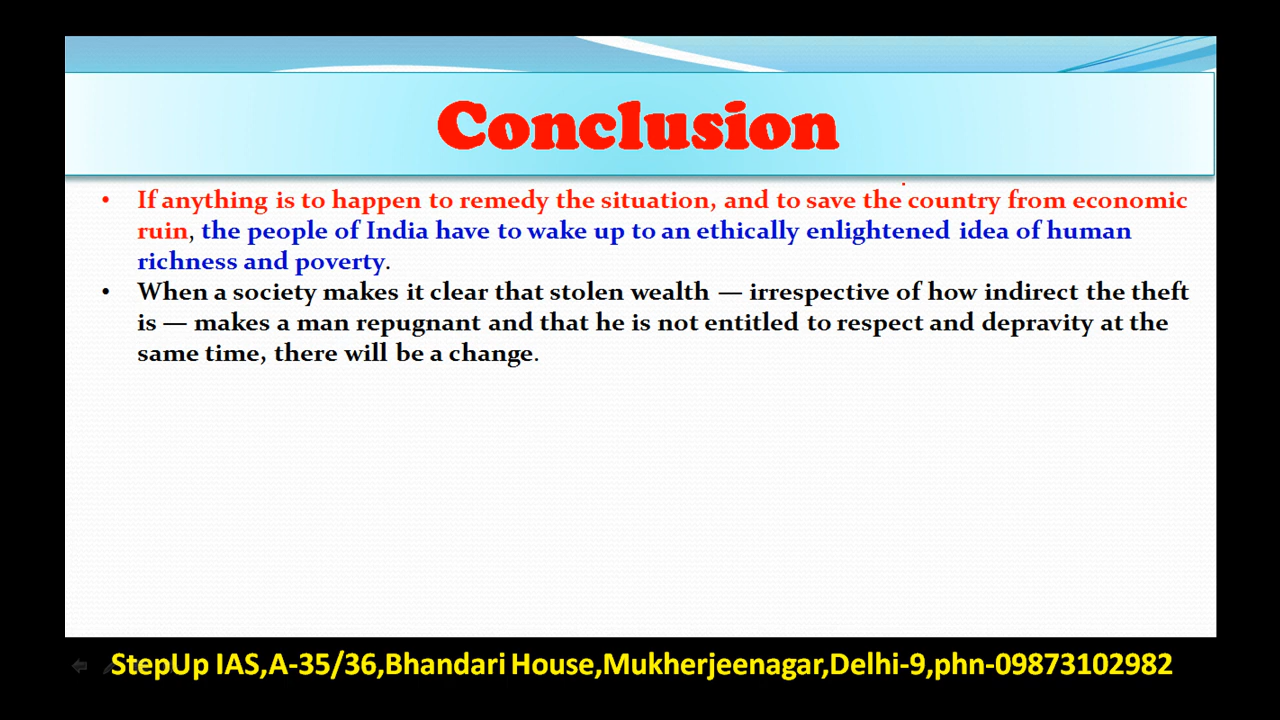 Conclusion
• If anything is to happen to remedy the situation, and to save the country from economic
ruin, the people of India have to wake up to an ethically enlightened idea of human
richness and poverty.
• When a society makes it clear that stolen wealth — irrespective of how indirect the theft
is — makes a man repugnant and that he is not entitled to respect and depravity at the
same time, there will be a change.
StepUp IAS,A-35/36,Bhandari House,Mukherjeenagar,Delhi-9,phn-09873102982